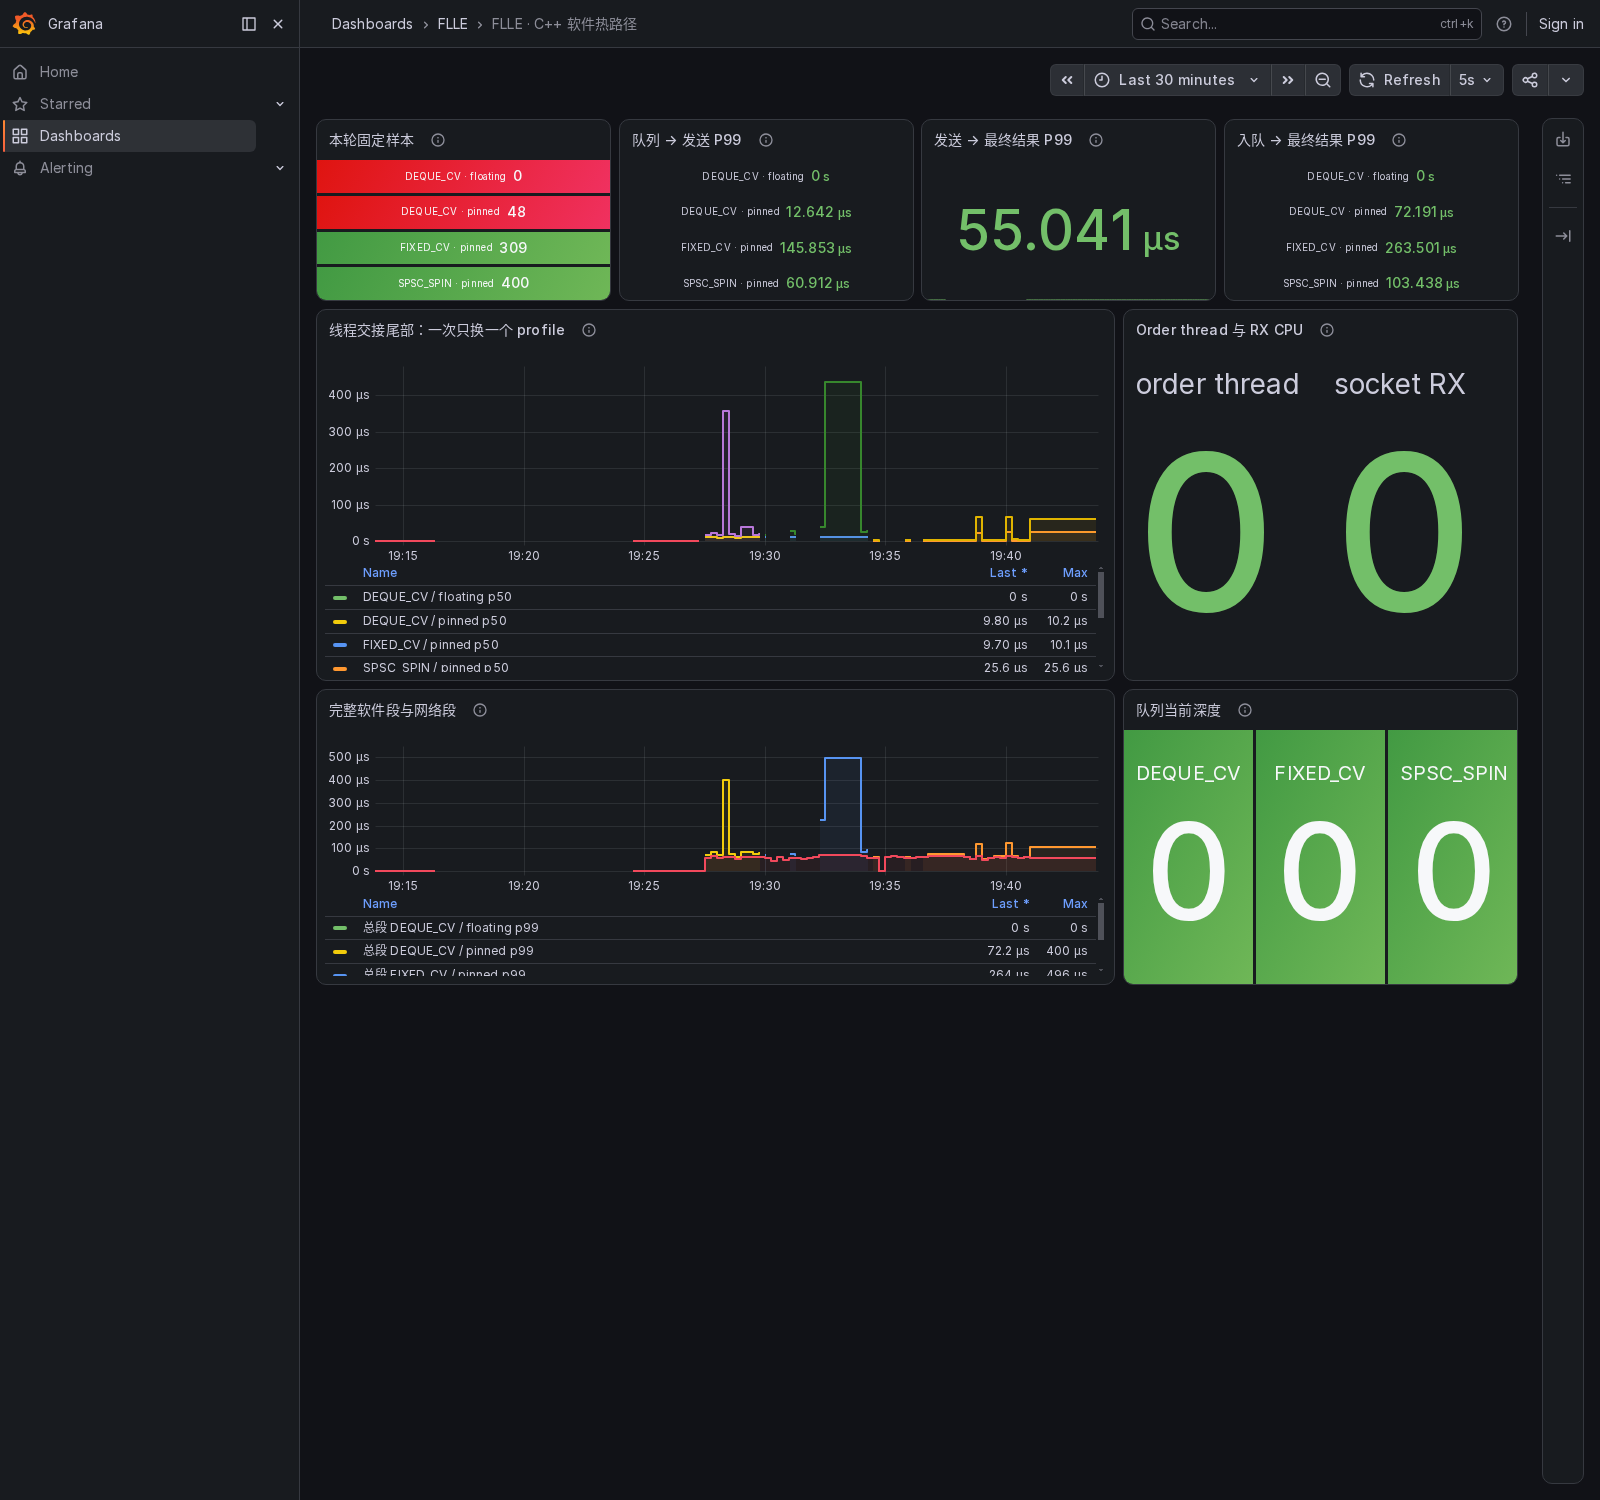 Grafana
Dashboards › FLLE › FLLE · C++ 软件热路径
Search...
ctrl+k
Sign in
Home
Starred
Dashboards
Alerting
Last 30 minutes
Refresh
5s
本轮固定样本
DEQUE_CV · floating 0
DEQUE_CV · pinned 48
FIXED_CV · pinned 309
SPSC_SPIN · pinned 400
队列 → 发送 P99
DEQUE_CV · floating 0 s
DEQUE_CV · pinned 12.642 µs
FIXED_CV · pinned 145.853 µs
SPSC_SPIN · pinned 60.912 µs
发送 → 最终结果 P99
55.041 µs
入队 → 最终结果 P99
DEQUE_CV · floating 0 s
DEQUE_CV · pinned 72.191 µs
FIXED_CV · pinned 263.501 µs
SPSC_SPIN · pinned 103.438 µs
线程交接尾部：一次只换一个 profile
400 µs
300 µs
200 µs
100 µs
0 s
19:15 19:20 19:25 19:30 19:35 19:40
Name Last * Max
DEQUE_CV / floating p50 0 s 0 s
DEQUE_CV / pinned p50 9.80 µs 10.2 µs
FIXED_CV / pinned p50 9.70 µs 10.1 µs
SPSC_SPIN / pinned p50 25.6 µs 25.6 µs
Order thread 与 RX CPU
order thread socket RX
0 0
完整软件段与网络段
500 µs
400 µs
300 µs
200 µs
100 µs
0 s
19:15 19:20 19:25 19:30 19:35 19:40
Name Last * Max
总段 DEQUE_CV / floating p99 0 s 0 s
总段 DEQUE_CV / pinned p99 72.2 µs 400 µs
总段 FIXED_CV / pinned p99 264 µs 496 µs
队列当前深度
DEQUE_CV FIXED_CV SPSC_SPIN
0 0 0